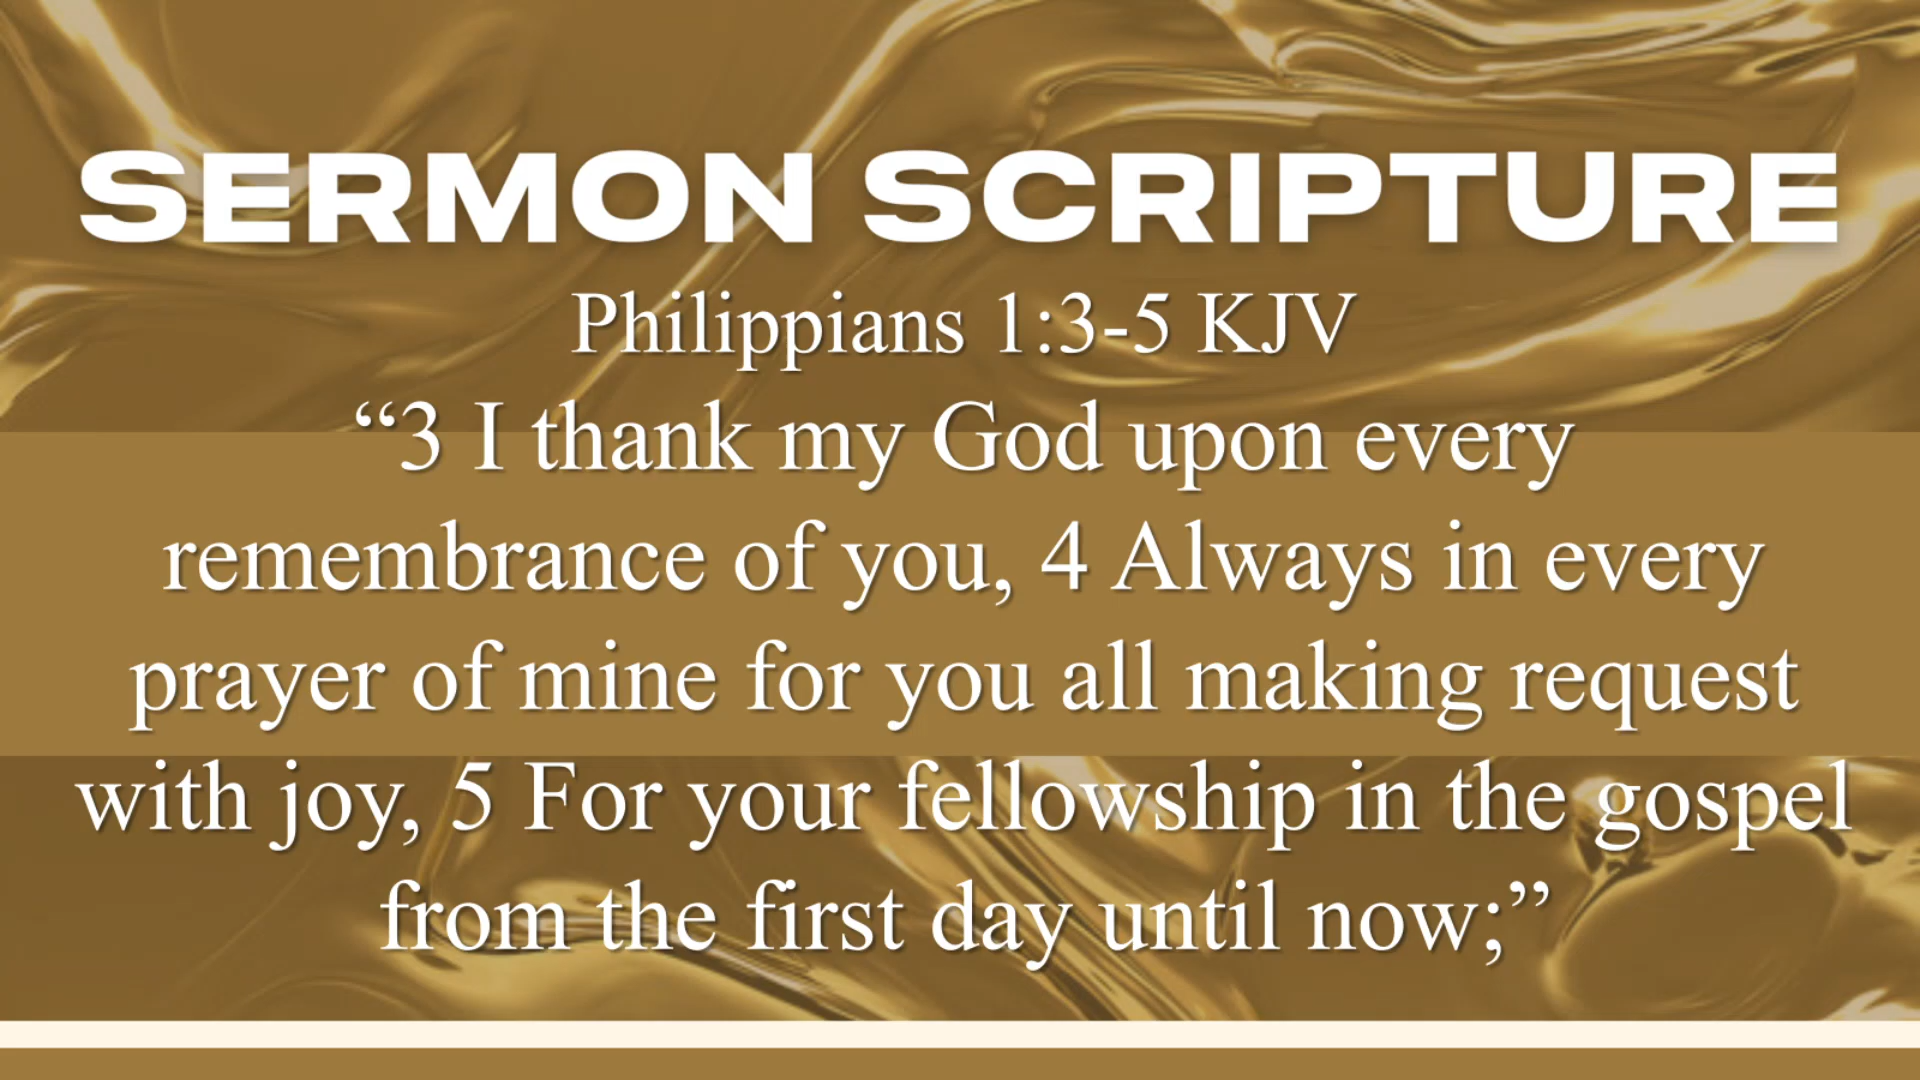 SERMON SCRIPTURE
Philippians 1:3-5 KJV
“3 I thank my God upon every
remembrance of you, 4 Always in every
prayer of mine for you all making request
with joy, 5 For your fellowship in the gospel
from the first day until now;”